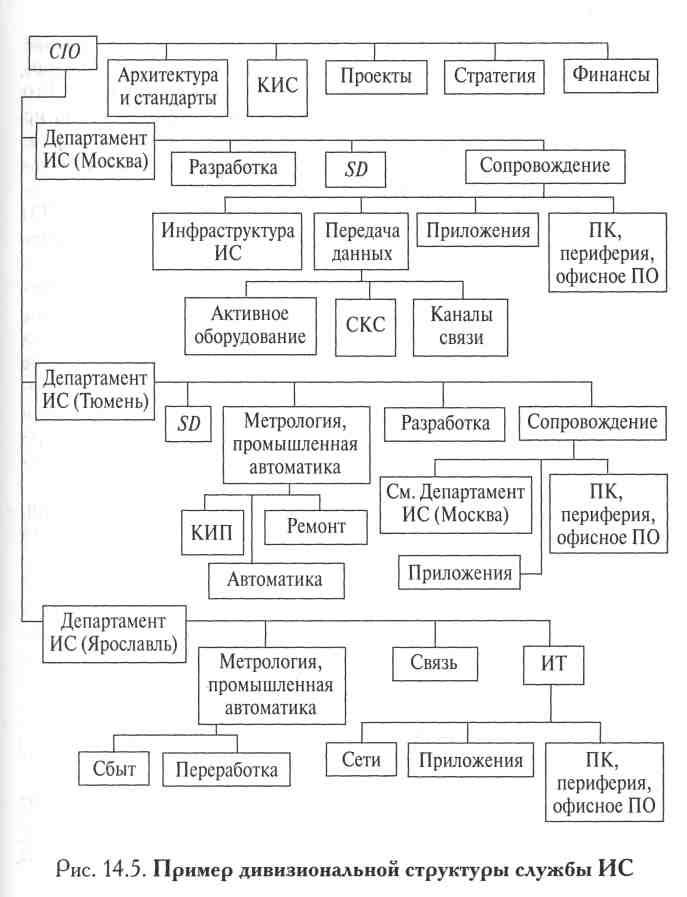 CIO
Архитектура
и стандарты
КИС
Проекты
Стратегия
Финансы
Департамент
ИС (Москва)
Разработка
SD
Сопровождение
Инфраструктура
ИС
Передача
данных
Приложения
ПК,
периферия,
офисное ПО
Активное
оборудование
СКС
Каналы
связи
Департамент
ИС (Тюмень)
SD
Метрология,
промышленная
автоматика
Разработка
Сопровождение
КИП
Ремонт
Автоматика
См. Департамент
ИС (Москва)
ПК,
периферия,
офисное ПО
Приложения
Департамент
ИС (Ярославль)
Метрология,
промышленная
автоматика
Связь
ИТ
Сбыт
Переработка
Сети
Приложения
ПК,
периферия,
офисное ПО
Рис. 14.5. Пример дивизиональной структуры службы ИС